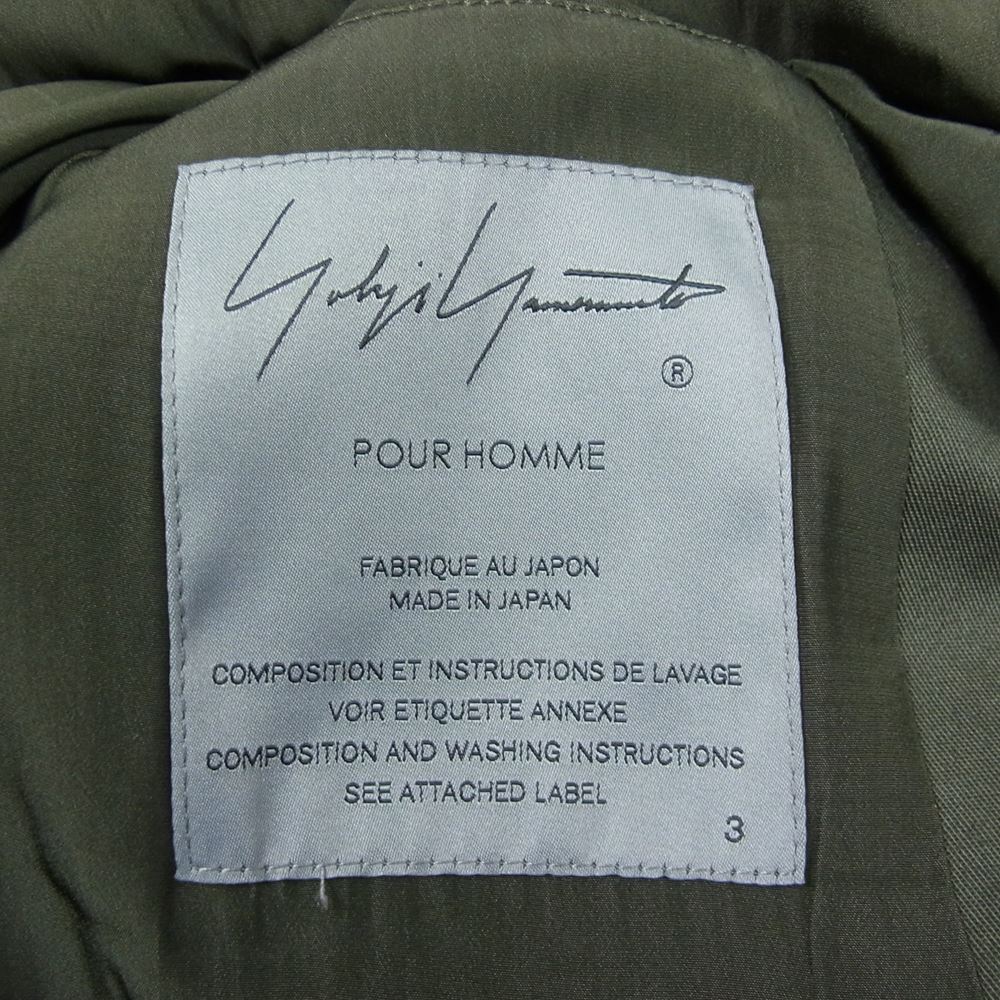 Yohji Yamamoto
®
POUR HOMME
FABRIQUE AU JAPON
MADE IN JAPAN
COMPOSITION ET INSTRUCTIONS DE LAVAGE
VOIR ETIQUETTE ANNEXE
COMPOSITION AND WASHING INSTRUCTIONS
SEE ATTACHED LABEL
3